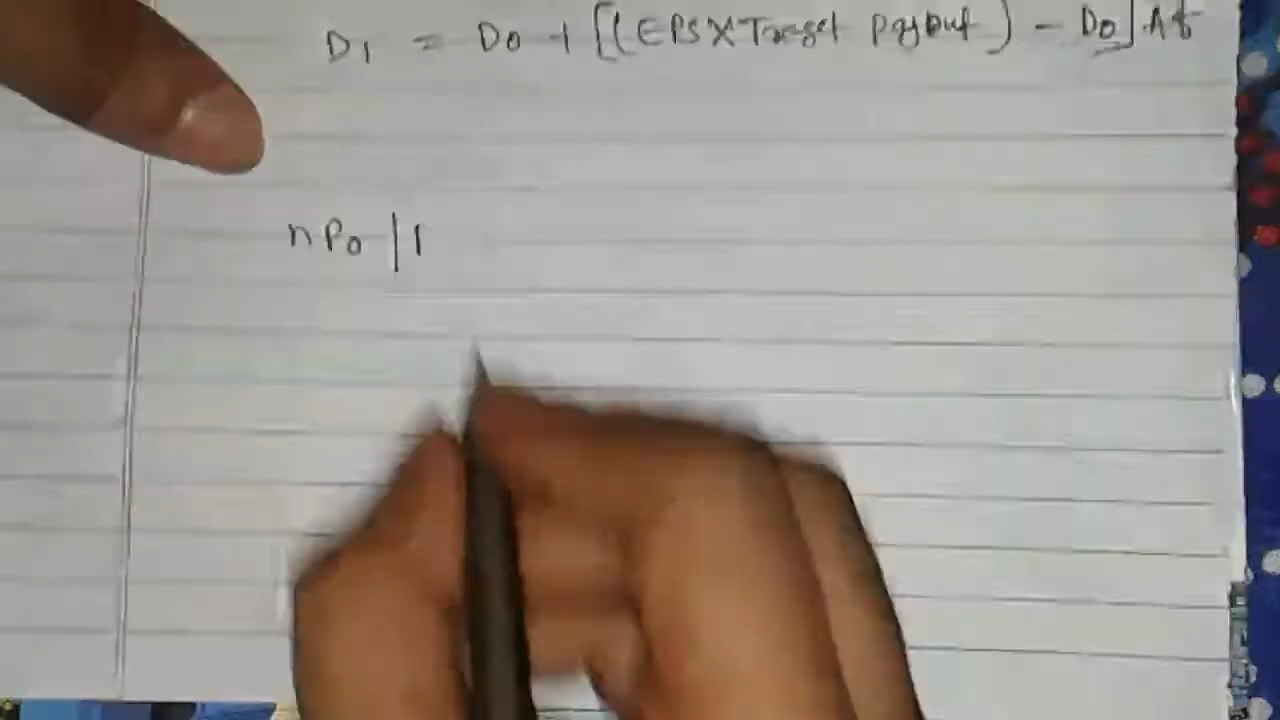 D1 = D0 + [(EPS X Target payout) - D0] Af
nP0 | 1